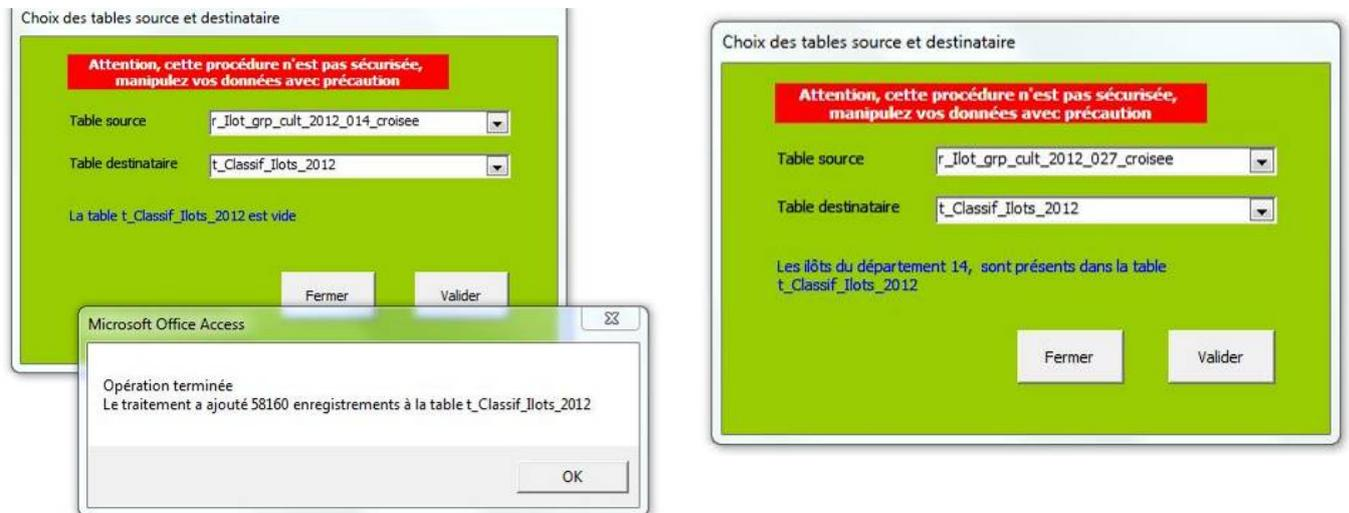 Choix des tables source et destinataire
Attention, cette procédure n'est pas sécurisée,
manipulez vos données avec précaution
Table source r_Ilot_grp_cult_2012_014_croisee
Table destinataire t_Classif_Ilots_2012
La table t_Classif_Ilots_2012 est vide
Fermer Valider
Microsoft Office Access
Opération terminée
Le traitement a ajouté 58160 enregistrements à la table t_Classif_Ilots_2012
OK
Choix des tables source et destinataire
Attention, cette procédure n'est pas sécurisée,
manipulez vos données avec précaution
Table source r_Ilot_grp_cult_2012_027_croisee
Table destinataire t_Classif_Ilots_2012
Les ilôts du département 14, sont présents dans la table
t_Classif_Ilots_2012
Fermer Valider